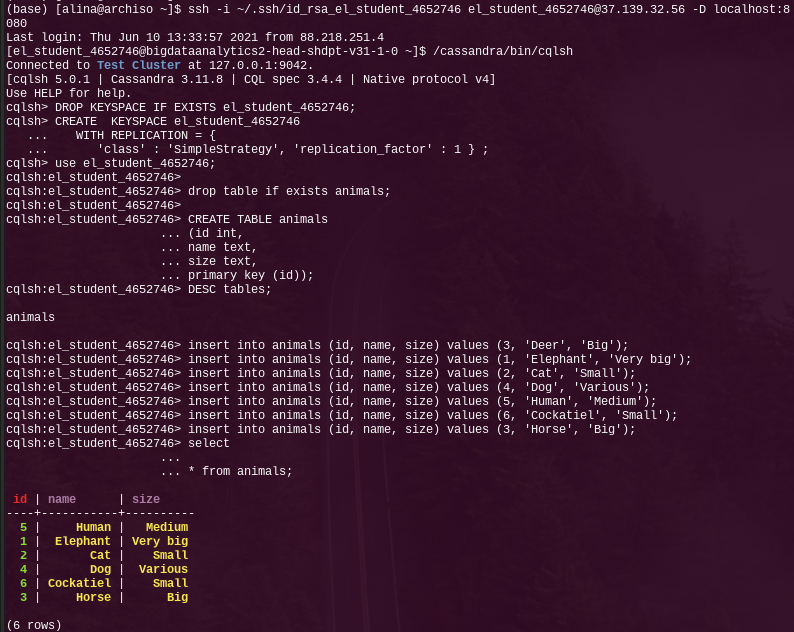 (base) [alina@archiso ~]$ ssh -i ~/.ssh/id_rsa_el_student_4652746 el_student_4652746@37.139.32.56 -D localhost:8
080
Last login: Thu Jun 10 13:33:57 2021 from 88.218.251.4
[el_student_4652746@bigdataanalytics2-head-shdpt-v31-1-0 ~]$ /cassandra/bin/cqlsh
Connected to Test Cluster at 127.0.0.1:9042.
[cqlsh 5.0.1 | Cassandra 3.11.8 | CQL spec 3.4.4 | Native protocol v4]
Use HELP for help.
cqlsh> DROP KEYSPACE IF EXISTS el_student_4652746;
cqlsh> CREATE  KEYSPACE el_student_4652746
   ...    WITH REPLICATION = {
   ...       'class' : 'SimpleStrategy', 'replication_factor' : 1 } ;
cqlsh> use el_student_4652746;
cqlsh:el_student_4652746>
cqlsh:el_student_4652746> drop table if exists animals;
cqlsh:el_student_4652746>
cqlsh:el_student_4652746> CREATE TABLE animals
                      ... (id int,
                      ... name text,
                      ... size text,
                      ... primary key (id));
cqlsh:el_student_4652746> DESC tables;

animals

cqlsh:el_student_4652746> insert into animals (id, name, size) values (3, 'Deer', 'Big');
cqlsh:el_student_4652746> insert into animals (id, name, size) values (1, 'Elephant', 'Very big');
cqlsh:el_student_4652746> insert into animals (id, name, size) values (2, 'Cat', 'Small');
cqlsh:el_student_4652746> insert into animals (id, name, size) values (4, 'Dog', 'Various');
cqlsh:el_student_4652746> insert into animals (id, name, size) values (5, 'Human', 'Medium');
cqlsh:el_student_4652746> insert into animals (id, name, size) values (6, 'Cockatiel', 'Small');
cqlsh:el_student_4652746> insert into animals (id, name, size) values (3, 'Horse', 'Big');
cqlsh:el_student_4652746> select
                      ...
                      ... * from animals;

 id | name      | size
----+-----------+----------
  5 |     Human |   Medium
  1 |  Elephant | Very big
  2 |       Cat |    Small
  4 |       Dog |  Various
  6 | Cockatiel |    Small
  3 |     Horse |      Big

(6 rows)